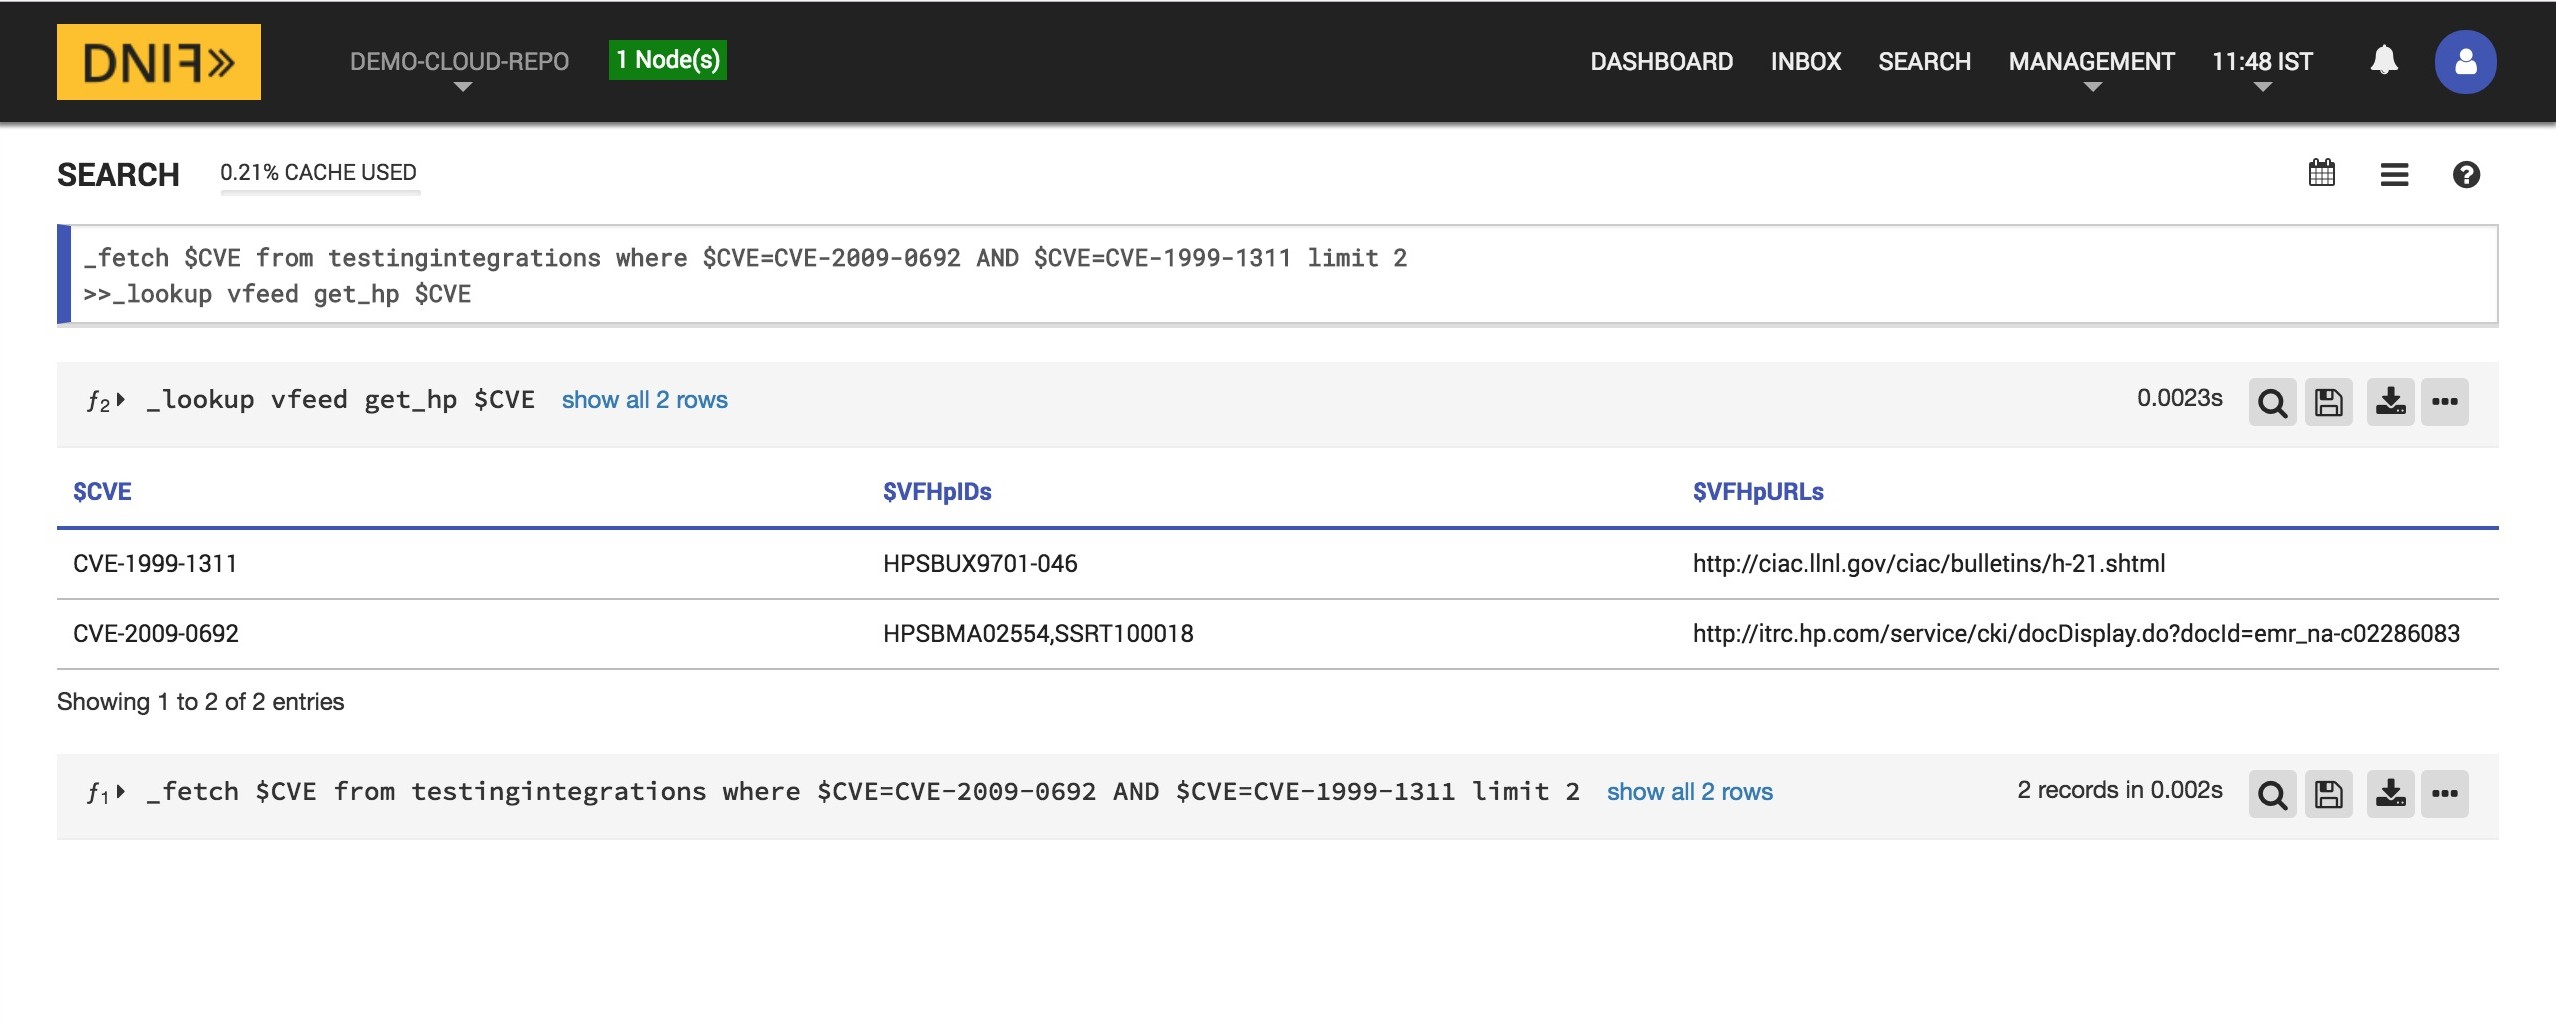 DNIF»
DEMO-CLOUD-REPO 1 Node(s) DASHBOARD INBOX SEARCH MANAGEMENT 11:48 IST
SEARCH 0.21% CACHE USED
_fetch $CVE from testingintegrations where $CVE=CVE-2009-0692 AND $CVE=CVE-1999-1311 limit 2
>>_lookup vfeed get_hp $CVE
ƒ2 _lookup vfeed get_hp $CVE show all 2 rows 0.0023s
$CVE $VFHpIDs $VFHpURLs
CVE-1999-1311 HPSBUX9701-046 http://ciac.llnl.gov/ciac/bulletins/h-21.shtml
CVE-2009-0692 HPSBMA02554,SSRT100018 http://itrc.hp.com/service/cki/docDisplay.do?docId=emr_na-c02286083
Showing 1 to 2 of 2 entries
ƒ1 _fetch $CVE from testingintegrations where $CVE=CVE-2009-0692 AND $CVE=CVE-1999-1311 limit 2 show all 2 rows 2 records in 0.002s